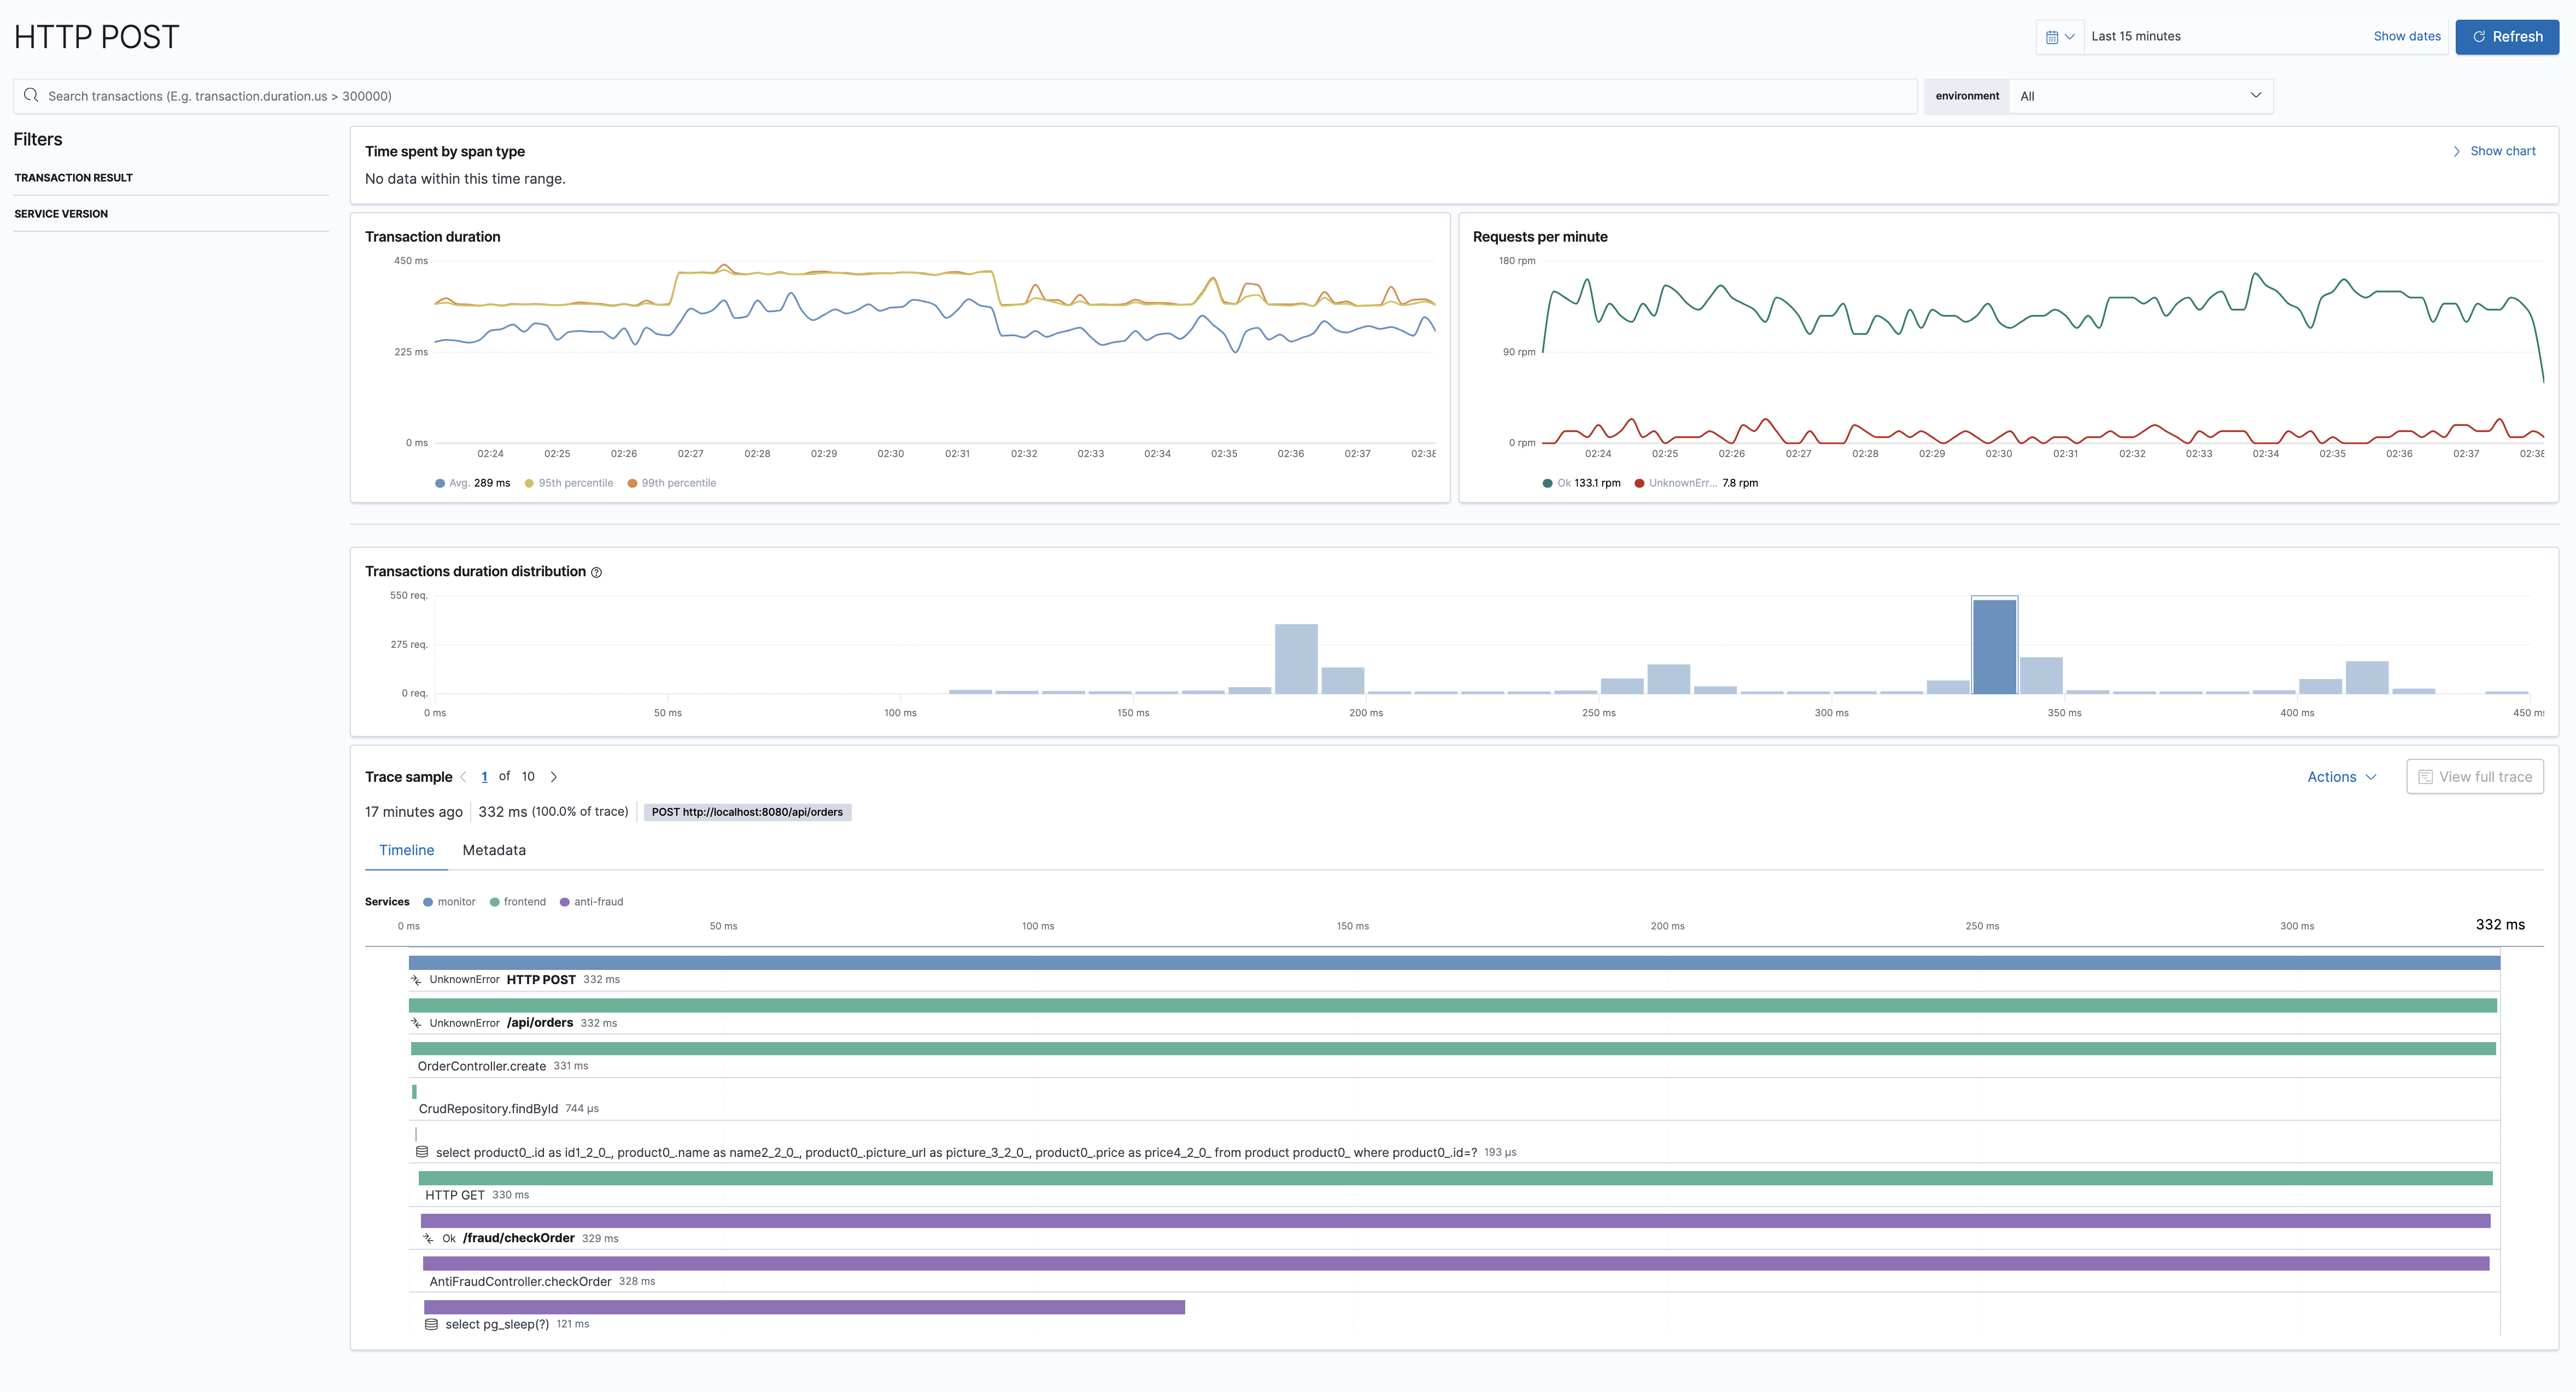 HTTP POST
Last 15 minutes
Show dates
Refresh
Search transactions (E.g. transaction.duration.us > 300000)
environment
All
Filters
TRANSACTION RESULT
SERVICE VERSION
Time spent by span type
Show chart
No data within this time range.
Transaction duration
450 ms
225 ms
0 ms
02:24 02:25 02:26 02:27 02:28 02:29 02:30 02:31 02:32 02:33 02:34 02:35 02:36 02:37 02:38
Avg. 289 ms 95th percentile 99th percentile
Requests per minute
180 rpm
90 rpm
0 rpm
02:24 02:25 02:26 02:27 02:28 02:29 02:30 02:31 02:32 02:33 02:34 02:35 02:36 02:37 02:38
Ok 133.1 rpm UnknownErr... 7.8 rpm
Transactions duration distribution
550 req.
275 req.
0 req.
0 ms 50 ms 100 ms 150 ms 200 ms 250 ms 300 ms 350 ms 400 ms 450 ms
Trace sample 1 of 10
Actions
View full trace
17 minutes ago 332 ms (100.0% of trace) POST http://localhost:8080/api/orders
Timeline Metadata
Services monitor frontend anti-fraud
0 ms 50 ms 100 ms 150 ms 200 ms 250 ms 300 ms 332 ms
UnknownError HTTP POST 332 ms
UnknownError /api/orders 332 ms
OrderController.create 331 ms
CrudRepository.findById 744 μs
select product0_.id as id1_2_0_, product0_.name as name2_2_0_, product0_.picture_url as picture_3_2_0_, product0_.price as price4_2_0_ from product product0_ where product0_.id=? 193 μs
HTTP GET 330 ms
Ok /fraud/checkOrder 329 ms
AntiFraudController.checkOrder 328 ms
select pg_sleep(?) 121 ms